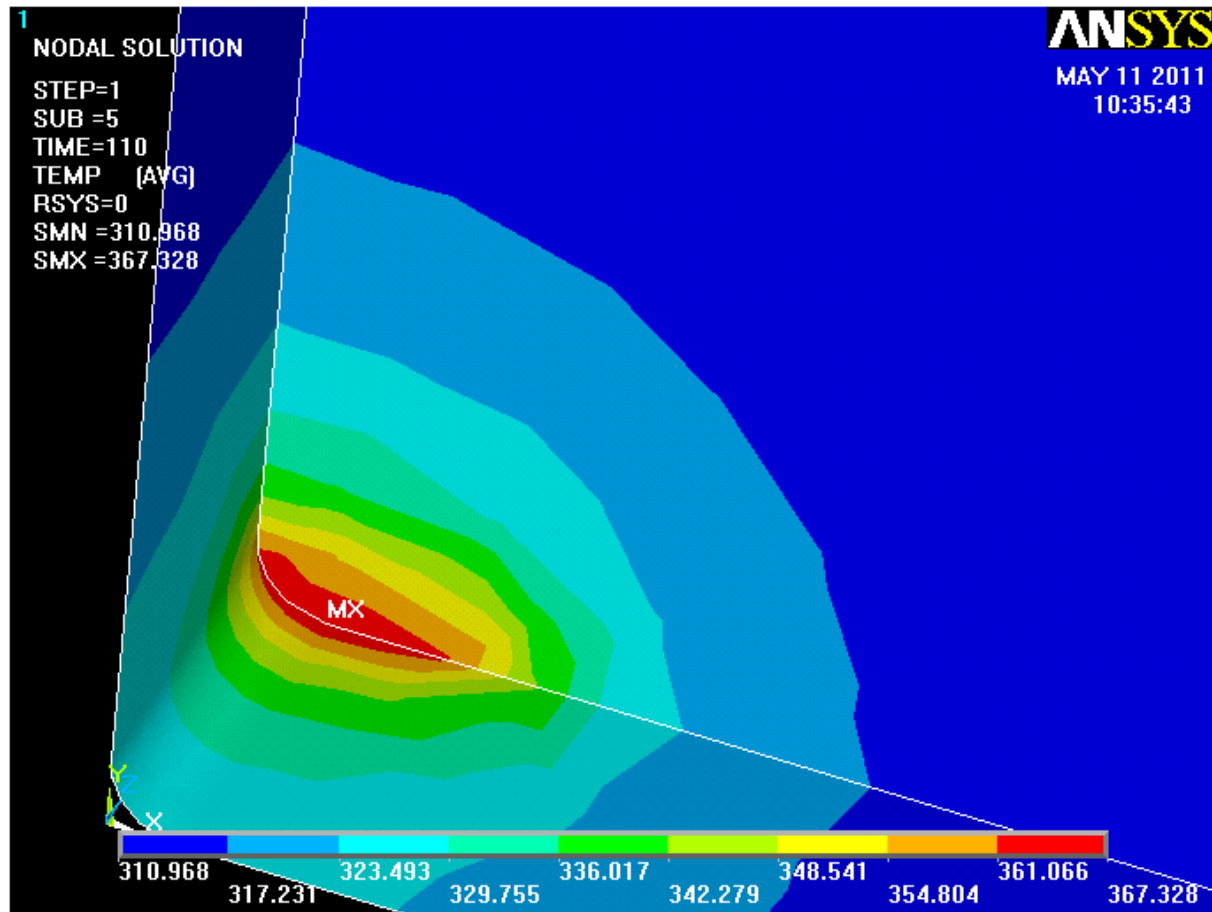 1
NODAL SOLUTION
STEP=1
SUB =5
TIME=110
TEMP (AVG)
RSYS=0
SMN =310.968
SMX =367.328
ANSYS
MAY 11 2011
10:35:43
MX
Y
Z
X
310.968 323.493 336.017 348.541 361.066
317.231 329.755 342.279 354.804 367.328